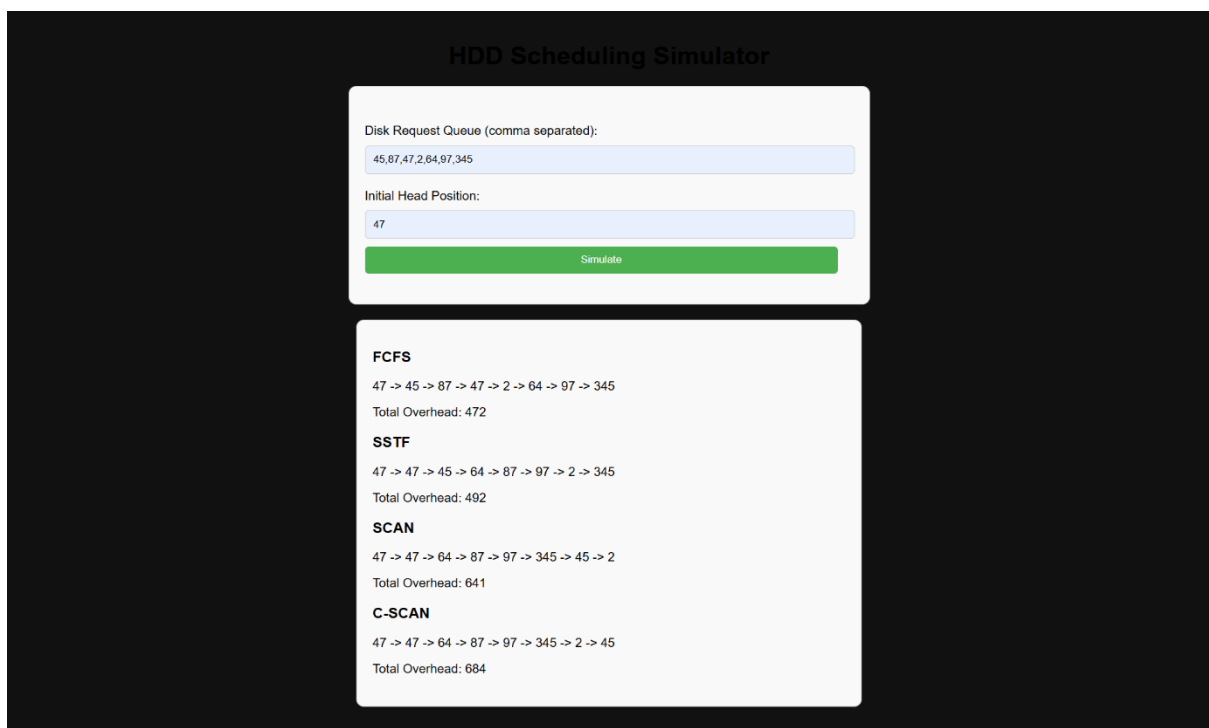 HDD Scheduling Simulator
Disk Request Queue (comma separated):
45,87,47,2,64,97,345
Initial Head Position:
47
Simulate
FCFS
47 -> 45 -> 87 -> 47 -> 2 -> 64 -> 97 -> 345
Total Overhead: 472
SSTF
47 -> 47 -> 45 -> 64 -> 87 -> 97 -> 2 -> 345
Total Overhead: 492
SCAN
47 -> 47 -> 64 -> 87 -> 97 -> 345 -> 45 -> 2
Total Overhead: 641
C-SCAN
47 -> 47 -> 64 -> 87 -> 97 -> 345 -> 2 -> 45
Total Overhead: 684